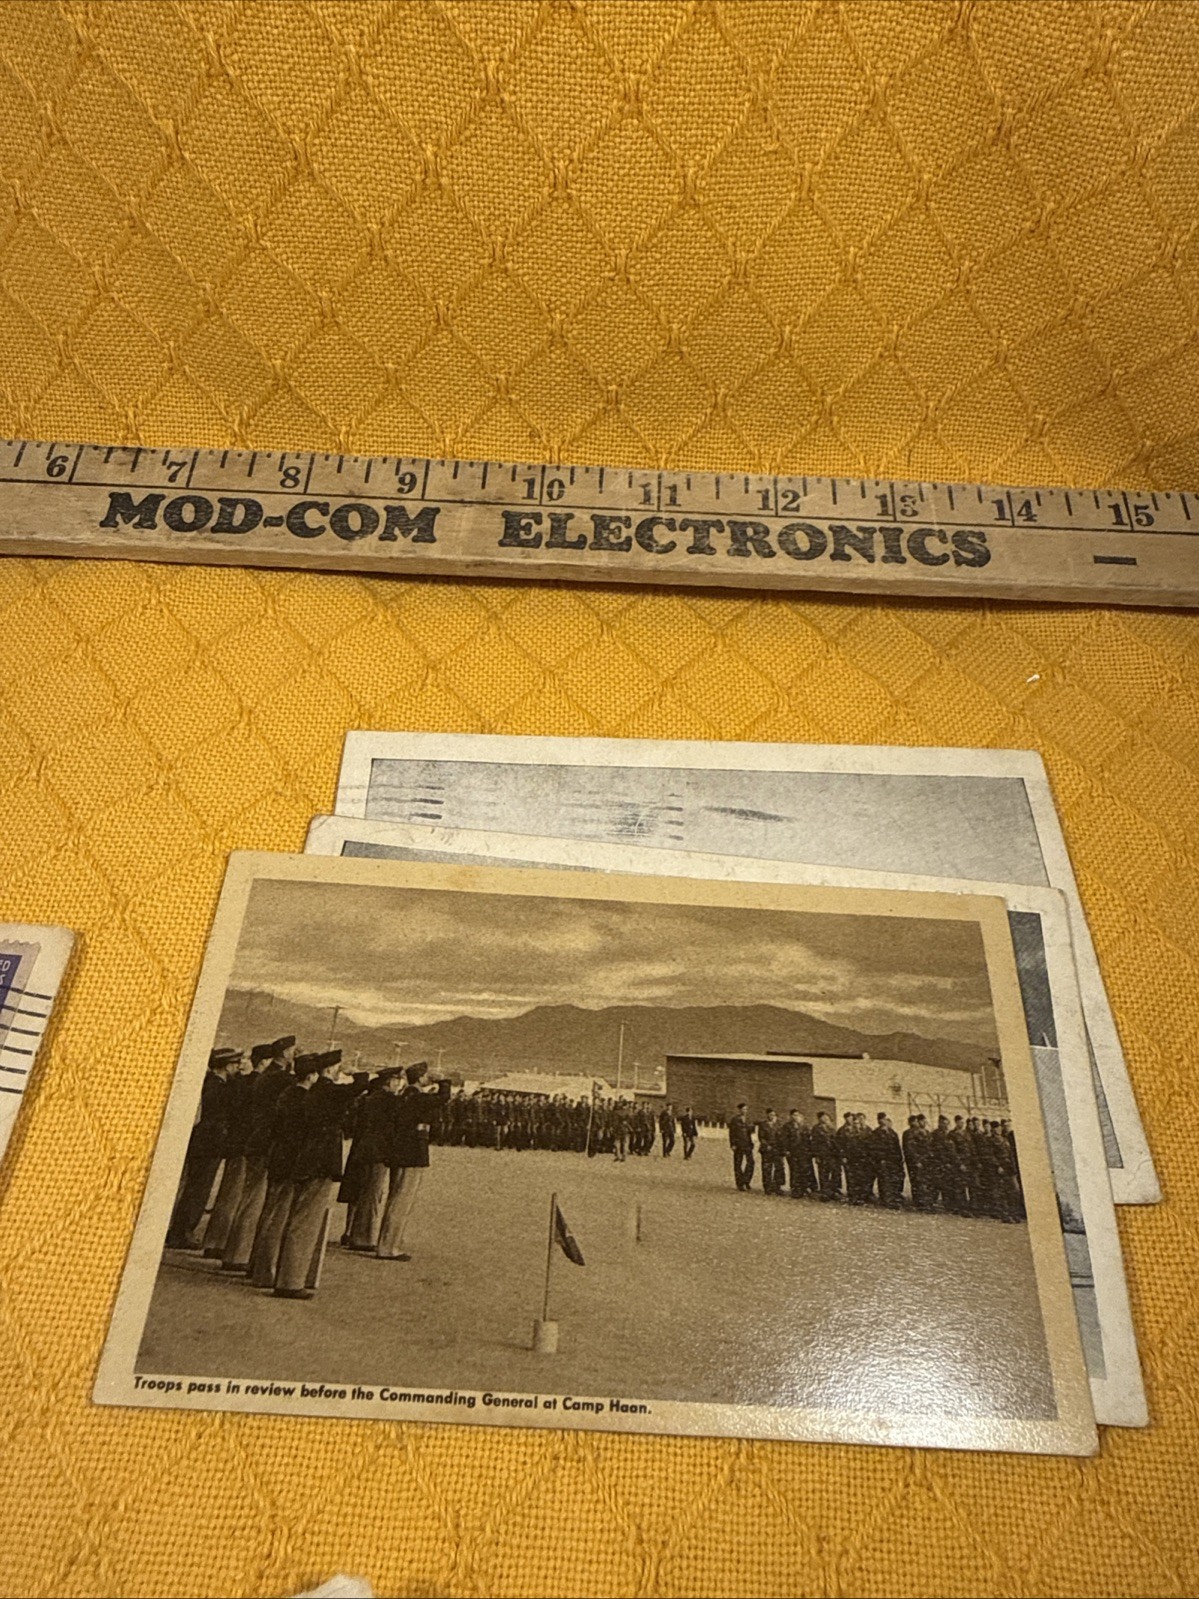 6 7 8 9 10 11 12 13 14 15
MOD-COM ELECTRONICS -
Troops pass in review before the Commanding General at Camp Haan.